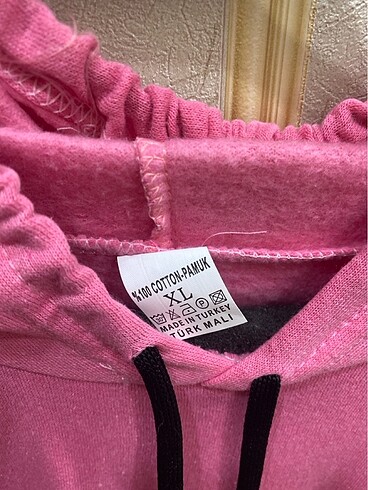 %100 COTTON-PAMUK
XL
P
MADE IN TURKEY
TÜRK MALI